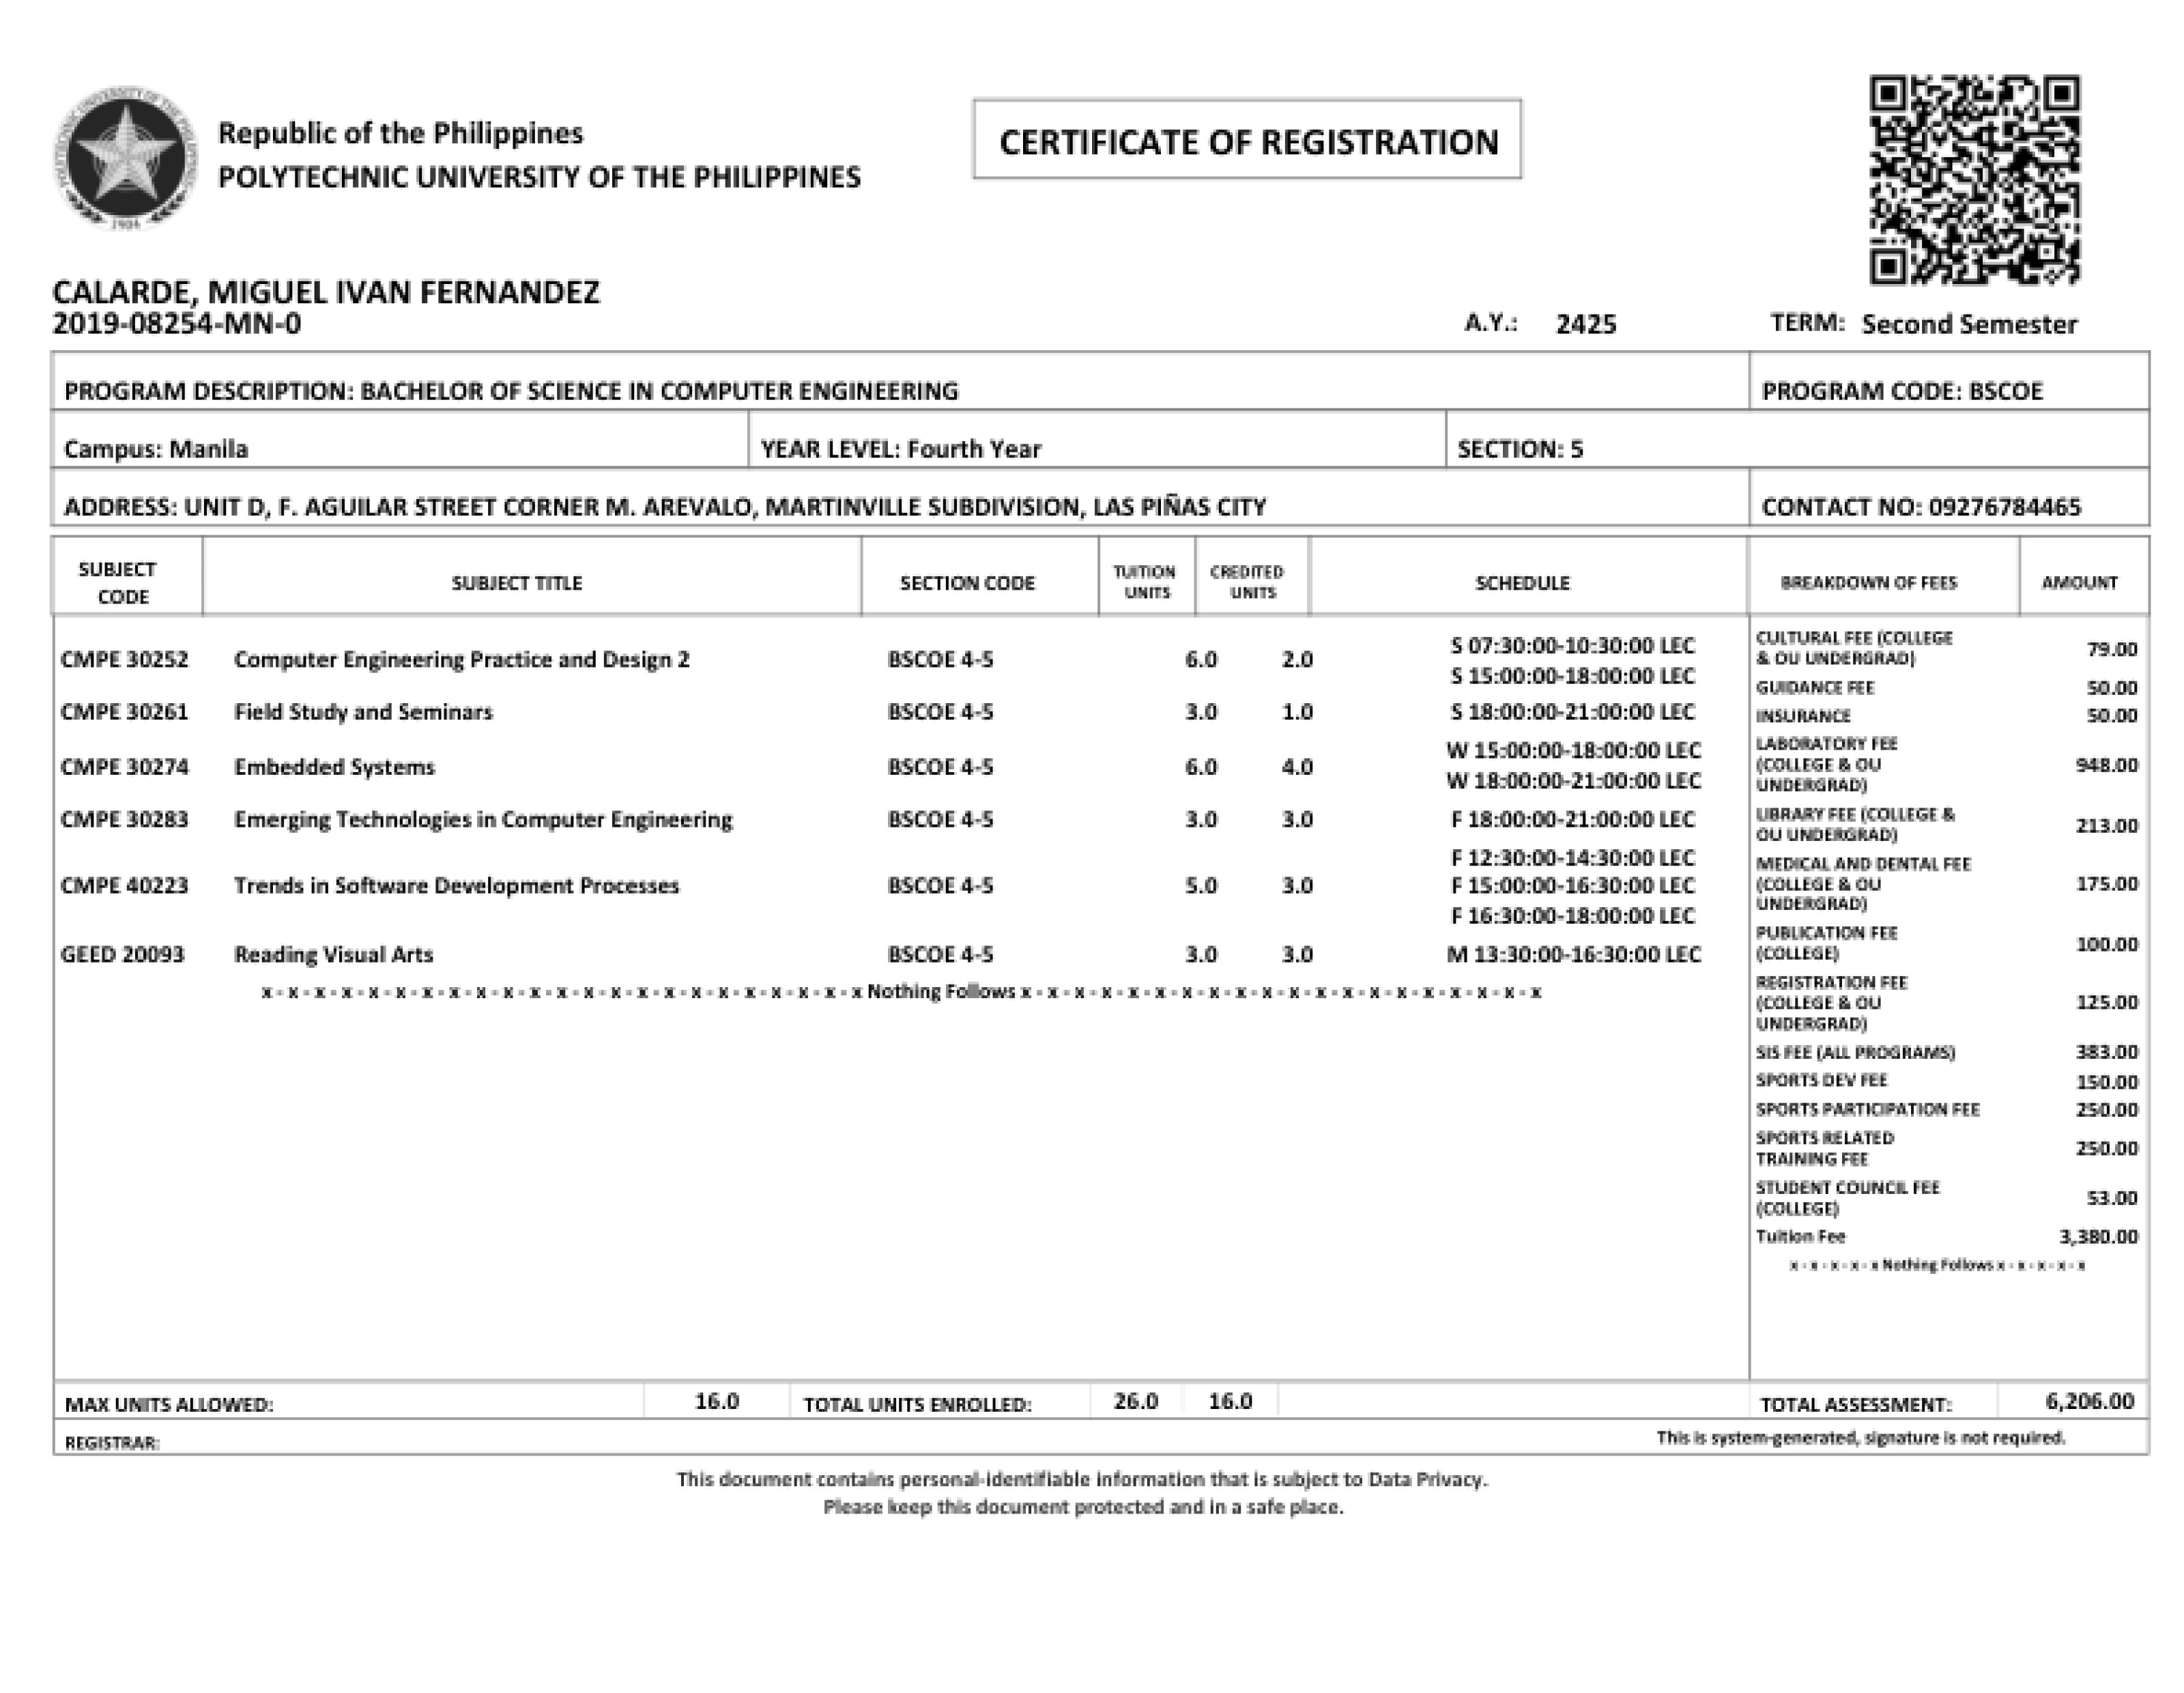 Republic of the Philippines
POLYTECHNIC UNIVERSITY OF THE PHILIPPINES
CERTIFICATE OF REGISTRATION
1904
CALARDE, MIGUEL IVAN FERNANDEZ
2019-08254-MN-0
A.Y.: 2425 TERM: Second Semester
PROGRAM DESCRIPTION: BACHELOR OF SCIENCE IN COMPUTER ENGINEERING PROGRAM CODE: BSCOE
Campus: Manila YEAR LEVEL: Fourth Year SECTION: 5
ADDRESS: UNIT D, F. AGUILAR STREET CORNER M. AREVALO, MARTINVILLE SUBDIVISION, LAS PIÑAS CITY CONTACT NO: 09276784465
SUBJECT CODE SUBJECT TITLE SECTION CODE TUITION UNITS CREDITED UNITS SCHEDULE
CMPE 30252 Computer Engineering Practice and Design 2 BSCOE 4-5 6.0 2.0 S 07:30:00-10:30:00 LEC
S 15:00:00-18:00:00 LEC
CMPE 30261 Field Study and Seminars BSCOE 4-5 3.0 1.0 S 18:00:00-21:00:00 LEC
CMPE 30274 Embedded Systems BSCOE 4-5 6.0 4.0 W 15:00:00-18:00:00 LEC
W 18:00:00-21:00:00 LEC
CMPE 30283 Emerging Technologies in Computer Engineering BSCOE 4-5 3.0 3.0 F 18:00:00-21:00:00 LEC
F 12:30:00-14:30:00 LEC
CMPE 40223 Trends in Software Development Processes BSCOE 4-5 5.0 3.0 F 15:00:00-16:30:00 LEC
F 16:30:00-18:00:00 LEC
GEED 20093 Reading Visual Arts BSCOE 4-5 3.0 3.0 M 13:30:00-16:30:00 LEC
x - x - x - x - x - x - x - x - x - x - x - x - x - x - x - x - x - x - x - x - x - x - x Nothing Follows x - x - x - x - x - x - x - x - x - x - x - x - x - x - x - x - x - x - x - x
BREAKDOWN OF FEES AMOUNT
CULTURAL FEE (COLLEGE
& OU UNDERGRAD) 79.00
GUIDANCE FEE 50.00
INSURANCE 50.00
LABORATORY FEE
(COLLEGE & OU 948.00
UNDERGRAD)
LIBRARY FEE (COLLEGE &
OU UNDERGRAD) 213.00
MEDICAL AND DENTAL FEE
(COLLEGE & OU 175.00
UNDERGRAD)
PUBLICATION FEE
(COLLEGE) 100.00
REGISTRATION FEE
(COLLEGE & OU 125.00
UNDERGRAD)
SIS FEE (ALL PROGRAMS) 383.00
SPORTS DEV FEE 150.00
SPORTS PARTICIPATION FEE 250.00
SPORTS RELATED
TRAINING FEE 250.00
STUDENT COUNCIL FEE
(COLLEGE) 53.00
Tuition Fee 3,380.00
x - x - x - x - x Nothing Follows x - x - x - x - x
MAX UNITS ALLOWED: 16.0 TOTAL UNITS ENROLLED: 26.0 16.0 TOTAL ASSESSMENT: 6,206.00
REGISTRAR: This is system-generated, signature is not required.
This document contains personal-identifiable information that is subject to Data Privacy.
Please keep this document protected and in a safe place.